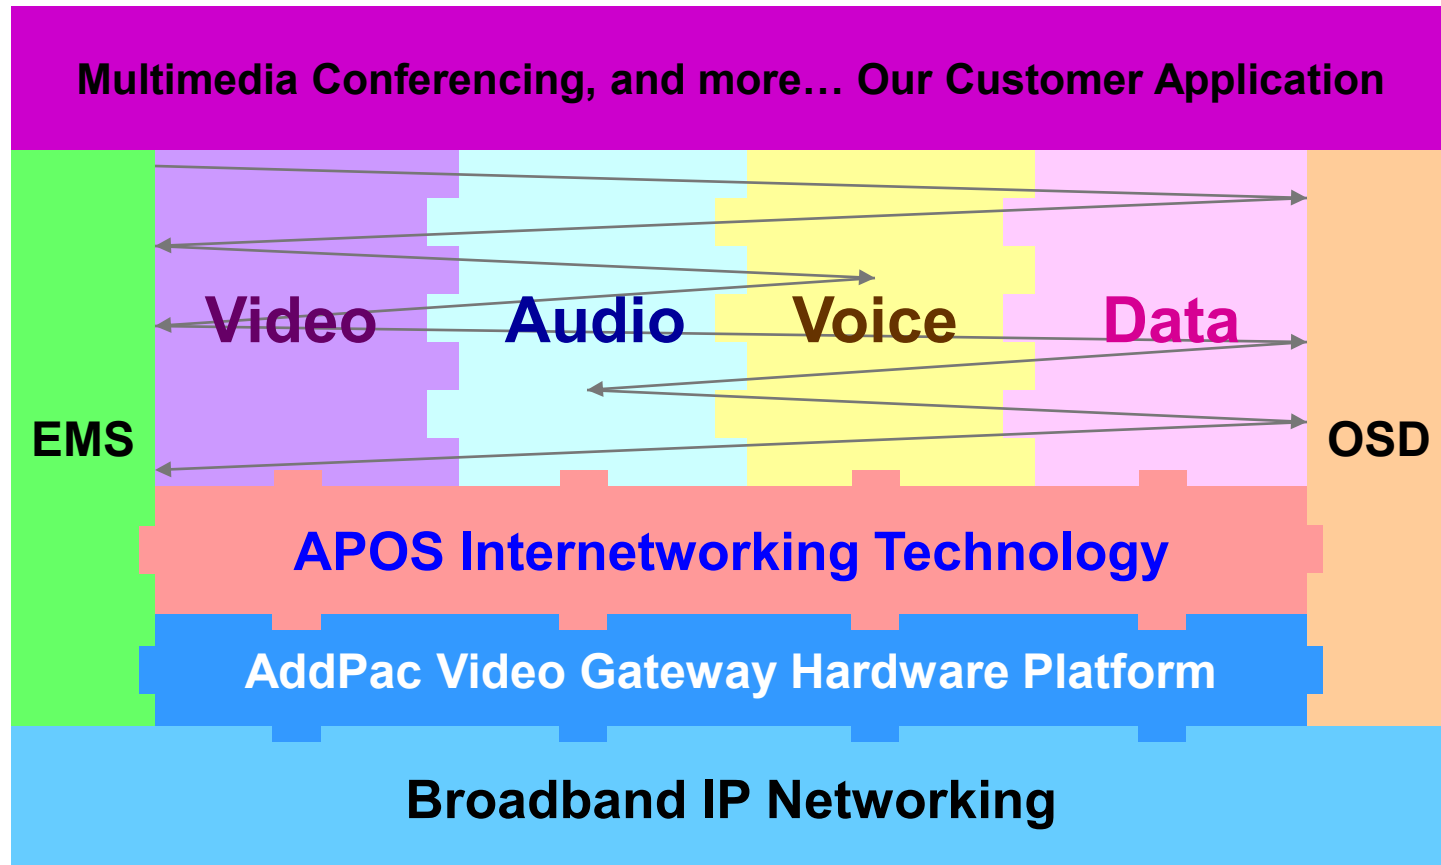 Multimedia Conferencing, and more… Our Customer Application
Video Audio Voice Data
EMS OSD
APOS Internetworking Technology
AddPac Video Gateway Hardware Platform
Broadband IP Networking